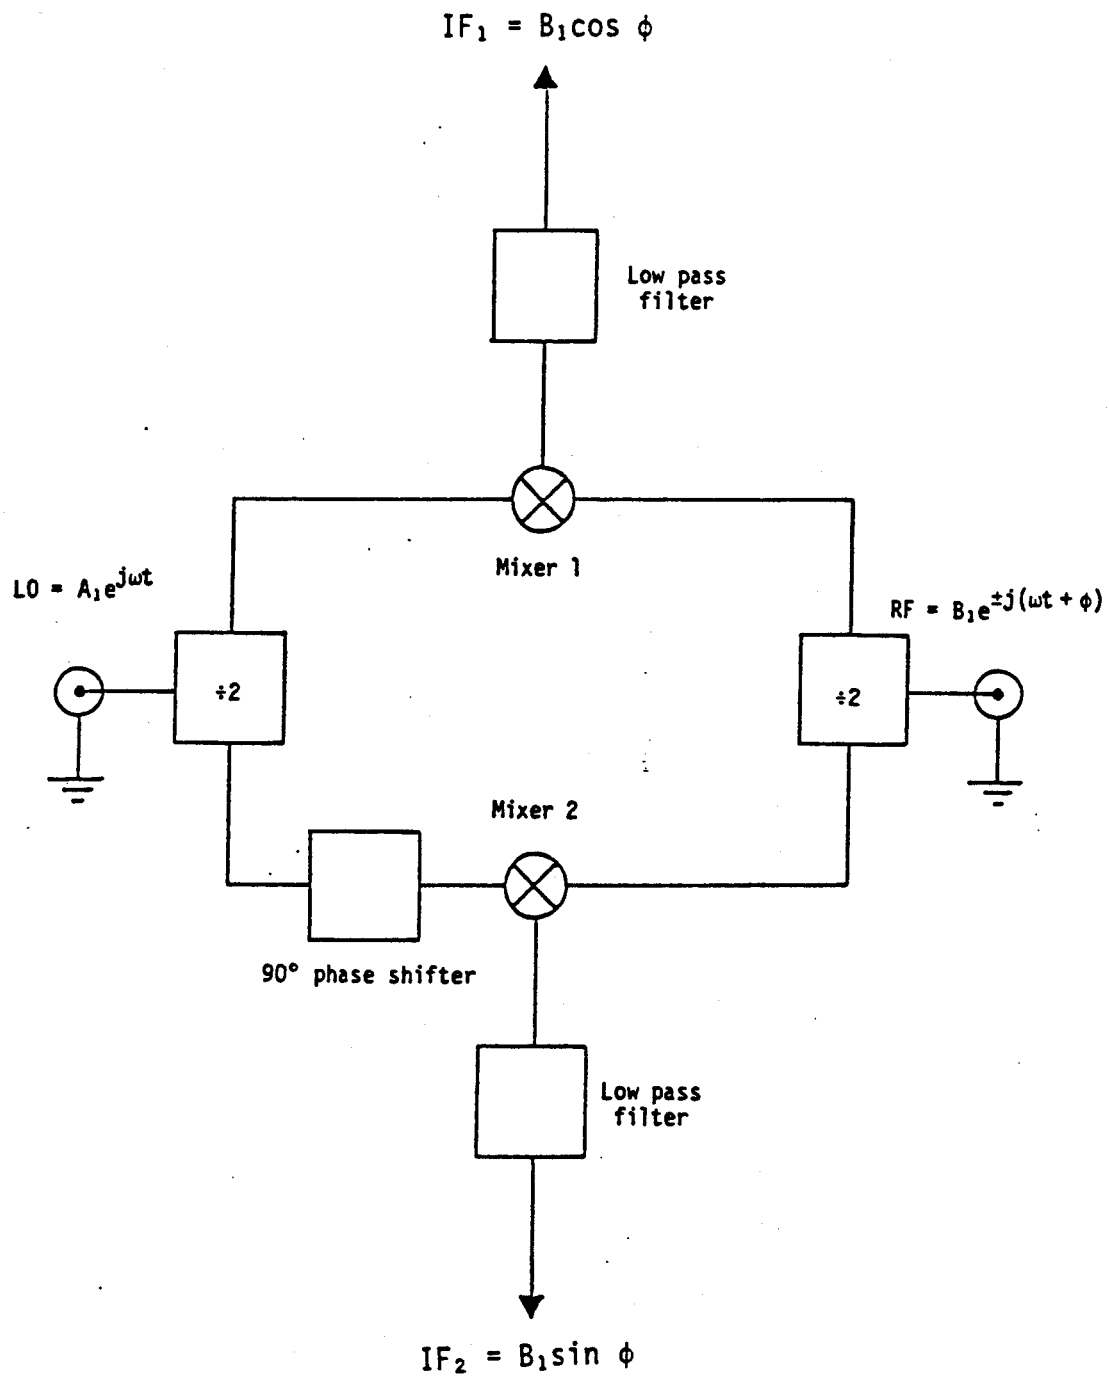 IF₁ = B₁cos ϕ
Low pass
filter
Mixer 1
LO = A₁e^jωt
RF = B₁e^±j(ωt + ϕ)
÷2
÷2
Mixer 2
90° phase shifter
Low pass
filter
IF₂ = B₁sin ϕ